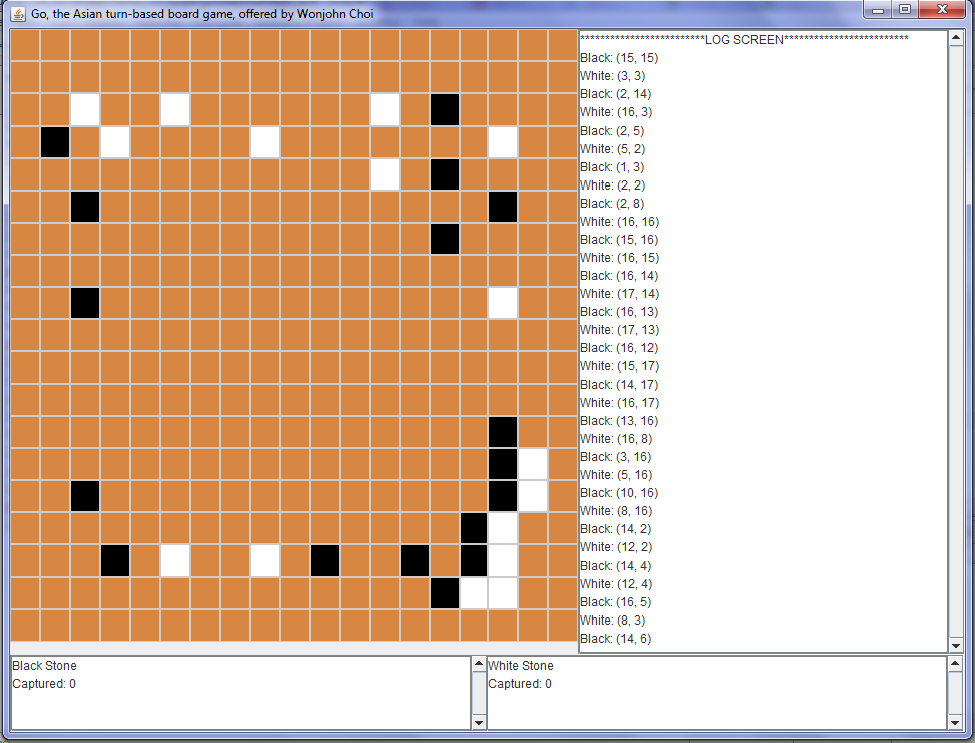 Go, the Asian turn-based board game, offered by Wonjohn Choi
*************************LOG SCREEN*************************
Black: (15, 15)
White: (3, 3)
Black: (2, 14)
White: (16, 3)
Black: (2, 5)
White: (5, 2)
Black: (1, 3)
White: (2, 2)
Black: (2, 8)
White: (16, 16)
Black: (15, 16)
White: (16, 15)
Black: (16, 14)
White: (17, 14)
Black: (16, 13)
White: (17, 13)
Black: (16, 12)
White: (15, 17)
Black: (14, 17)
White: (16, 17)
Black: (13, 16)
White: (16, 8)
Black: (3, 16)
White: (5, 16)
Black: (10, 16)
White: (8, 16)
Black: (14, 2)
White: (12, 2)
Black: (14, 4)
White: (12, 4)
Black: (16, 5)
White: (8, 3)
Black: (14, 6)
Black Stone
Captured: 0
White Stone
Captured: 0